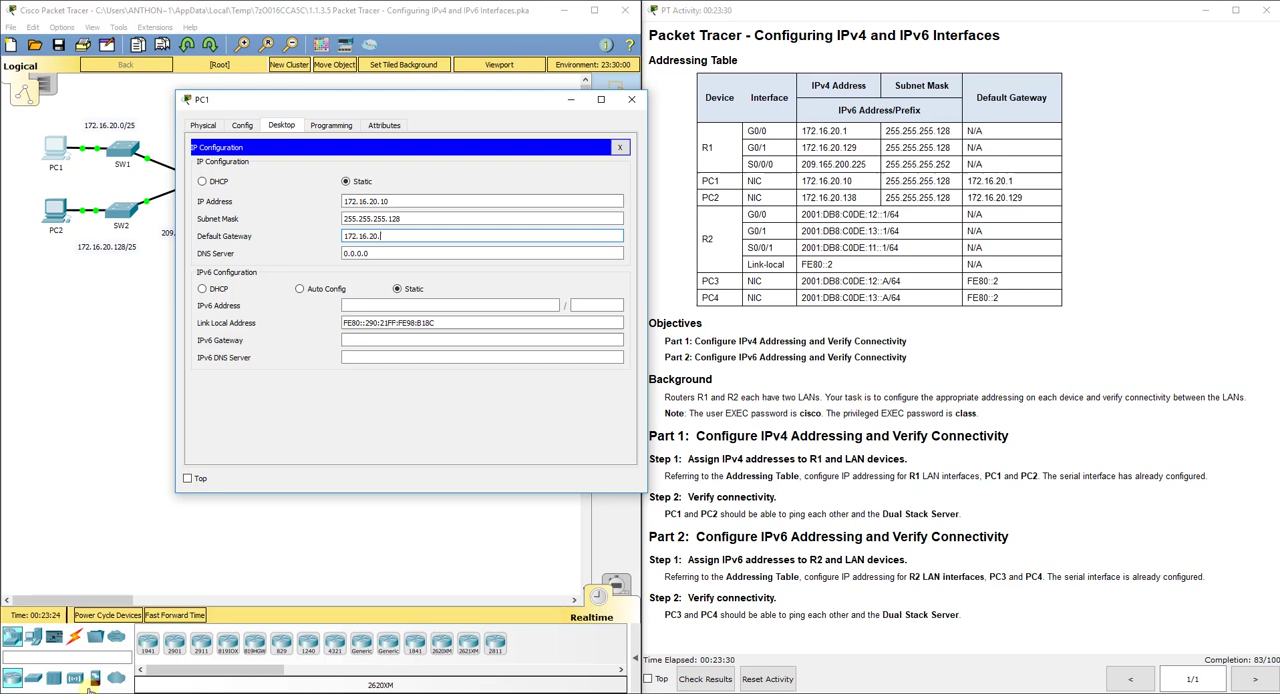 Cisco Packet Tracer - C:\Users\ANTHON~1\AppData\Local\Temp\7zO016CCA5C\1.1.3.5 Packet Tracer - Configuring IPv4 and IPv6 Interfaces.pka
File Edit Options View Tools Extensions Help
Logical Back [Root] New Cluster Move Object Set Tiled Background Viewport Environment: 23:30:00
172.16.20.0/25
PC1
SW1
PC2
SW2
172.16.20.128/25
209.
PC1
Physical Config Desktop Programming Attributes
IP Configuration X
IP Configuration
DHCP Static
IP Address 172.16.20.10
Subnet Mask 255.255.255.128
Default Gateway 172.16.20.
DNS Server 0.0.0.0
IPv6 Configuration
DHCP Auto Config Static
IPv6 Address /
Link Local Address FE80::290:21FF:FE98:B18C
IPv6 Gateway
IPv6 DNS Server
Top
Time: 00:23:24 Power Cycle Devices Fast Forward Time Realtime
1941 2901 2911 819IOX 819HGW 829 1240 4321 Generic Generic 1841 2620XM 2621XM 2811
2620XM
PT Activity: 00:23:30
Packet Tracer - Configuring IPv4 and IPv6 Interfaces
Addressing Table
Device Interface IPv4 Address Subnet Mask Default Gateway
IPv6 Address/Prefix
R1 G0/0 172.16.20.1 255.255.255.128 N/A
G0/1 172.16.20.129 255.255.255.128 N/A
S0/0/0 209.165.200.225 255.255.255.252 N/A
PC1 NIC 172.16.20.10 255.255.255.128 172.16.20.1
PC2 NIC 172.16.20.138 255.255.255.128 172.16.20.129
R2 G0/0 2001:DB8:C0DE:12::1/64 N/A
G0/1 2001:DB8:C0DE:13::1/64 N/A
S0/0/1 2001:DB8:C0DE:11::1/64 N/A
Link-local FE80::2 N/A
PC3 NIC 2001:DB8:C0DE:12::A/64 FE80::2
PC4 NIC 2001:DB8:C0DE:13::A/64 FE80::2
Objectives
Part 1: Configure IPv4 Addressing and Verify Connectivity
Part 2: Configure IPv6 Addressing and Verify Connectivity
Background
Routers R1 and R2 each have two LANs. Your task is to configure the appropriate addressing on each device and verify connectivity between the LANs.
Note: The user EXEC password is cisco. The privileged EXEC password is class.
Part 1: Configure IPv4 Addressing and Verify Connectivity
Step 1: Assign IPv4 addresses to R1 and LAN devices.
Referring to the Addressing Table, configure IP addressing for R1 LAN interfaces, PC1 and PC2. The serial interface has already configured.
Step 2: Verify connectivity.
PC1 and PC2 should be able to ping each other and the Dual Stack Server.
Part 2: Configure IPv6 Addressing and Verify Connectivity
Step 1: Assign IPv6 addresses to R2 and LAN devices.
Referring to the Addressing Table, configure IP addressing for R2 LAN interfaces, PC3 and PC4. The serial interface is already configured.
Step 2: Verify connectivity.
PC3 and PC4 should be able to ping each other and the Dual Stack Server.
Time Elapsed: 00:23:30 Completion: 83/100
Top Check Results Reset Activity < 1/1 >